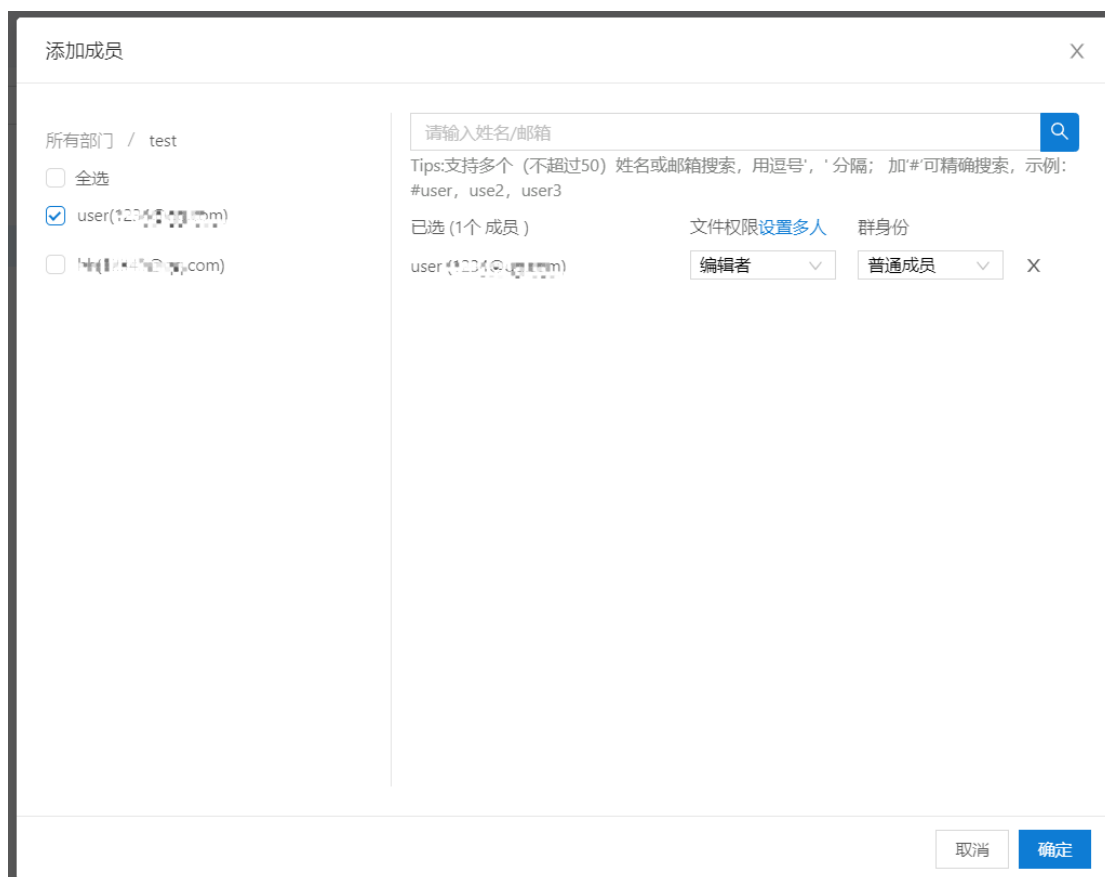 添加成员
X
所有部门 / test
全选
user(
.com)
请输入姓名/邮箱
Tips:支持多个（不超过50）姓名或邮箱搜索，用逗号'，' 分隔； 加'#'可精确搜索，示例：
#user，use2，user3
已选 (1个 成员 )
文件权限设置多人
群身份
user
编辑者
普通成员
X
取消
确定